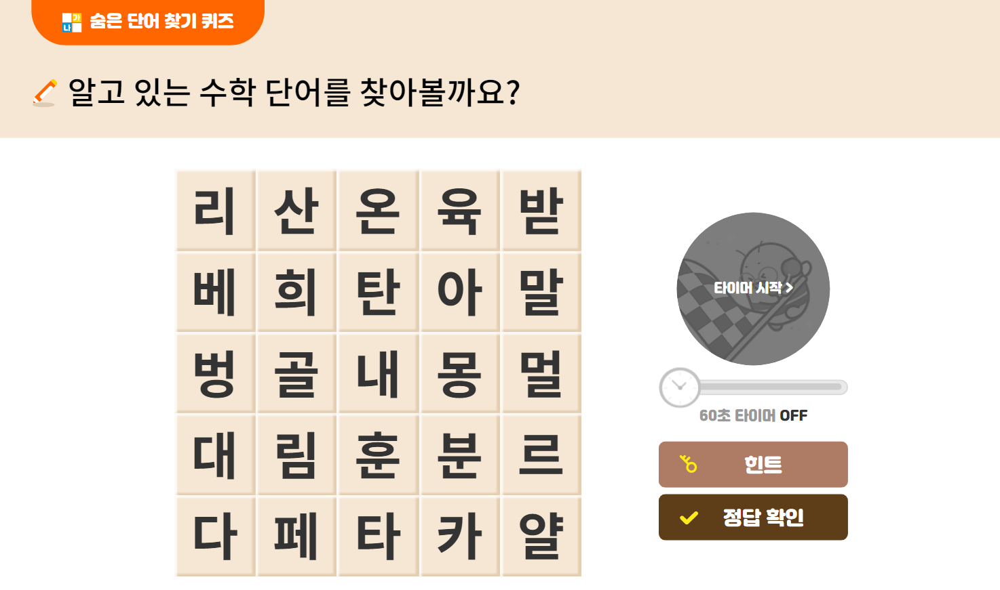 가
나
숨은 단어 찾기 퀴즈
알고 있는 수학 단어를 찾아볼까요?
리 산 온 육 받
베 희 탄 아 말
벙 골 내 몽 멀
대 림 훈 분 르
다 페 타 카 얄
타이머 시작 >
60초 타이머 OFF
힌트
정답 확인